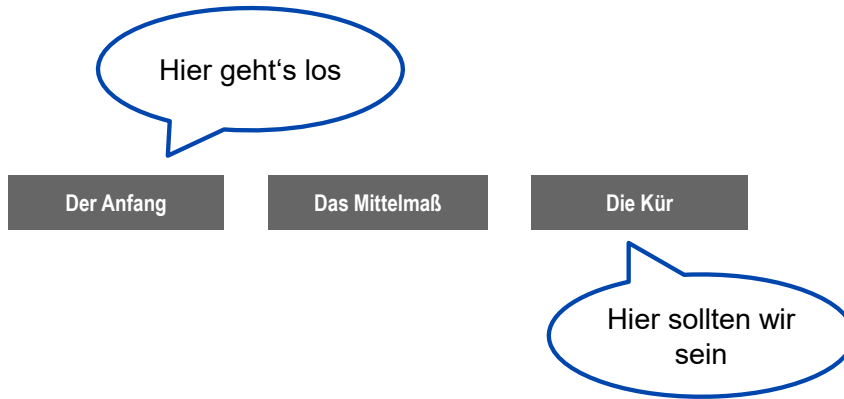 Hier geht‘s los
Der Anfang
Das Mittelmaß
Die Kür
Hier sollten wir
sein